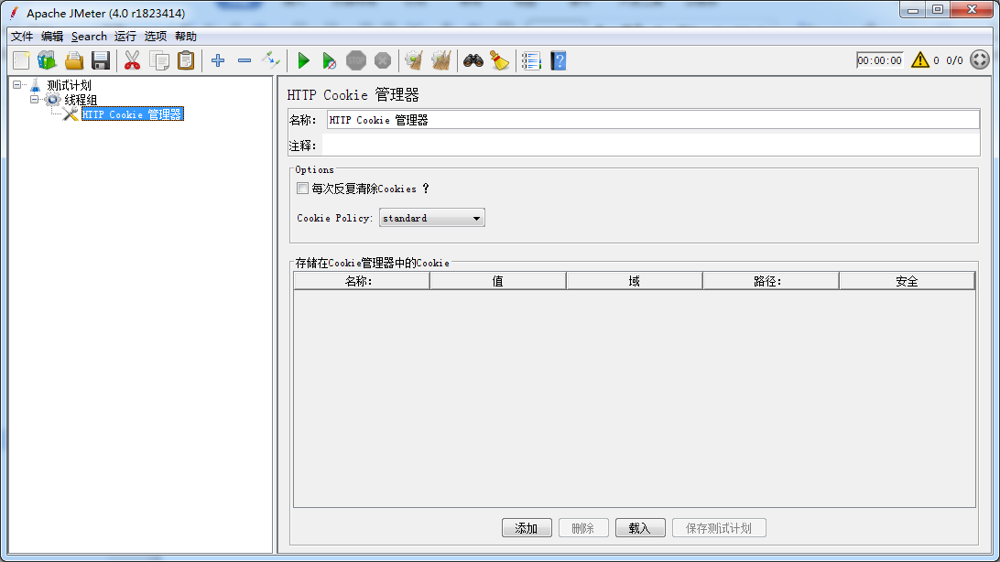 Apache JMeter (4.0 r1823414)
文件 编辑 Search 运行 选项 帮助
STOP 00:00:00 0 0/0
测试计划
线程组
HTTP Cookie 管理器
HTTP Cookie 管理器
名称： HTTP Cookie 管理器
注释：
Options
每次反复清除Cookies ？
Cookie Policy: standard
存储在Cookie管理器中的Cookie
名称： 值 域 路径： 安全
添加 删除 载入 保存测试计划